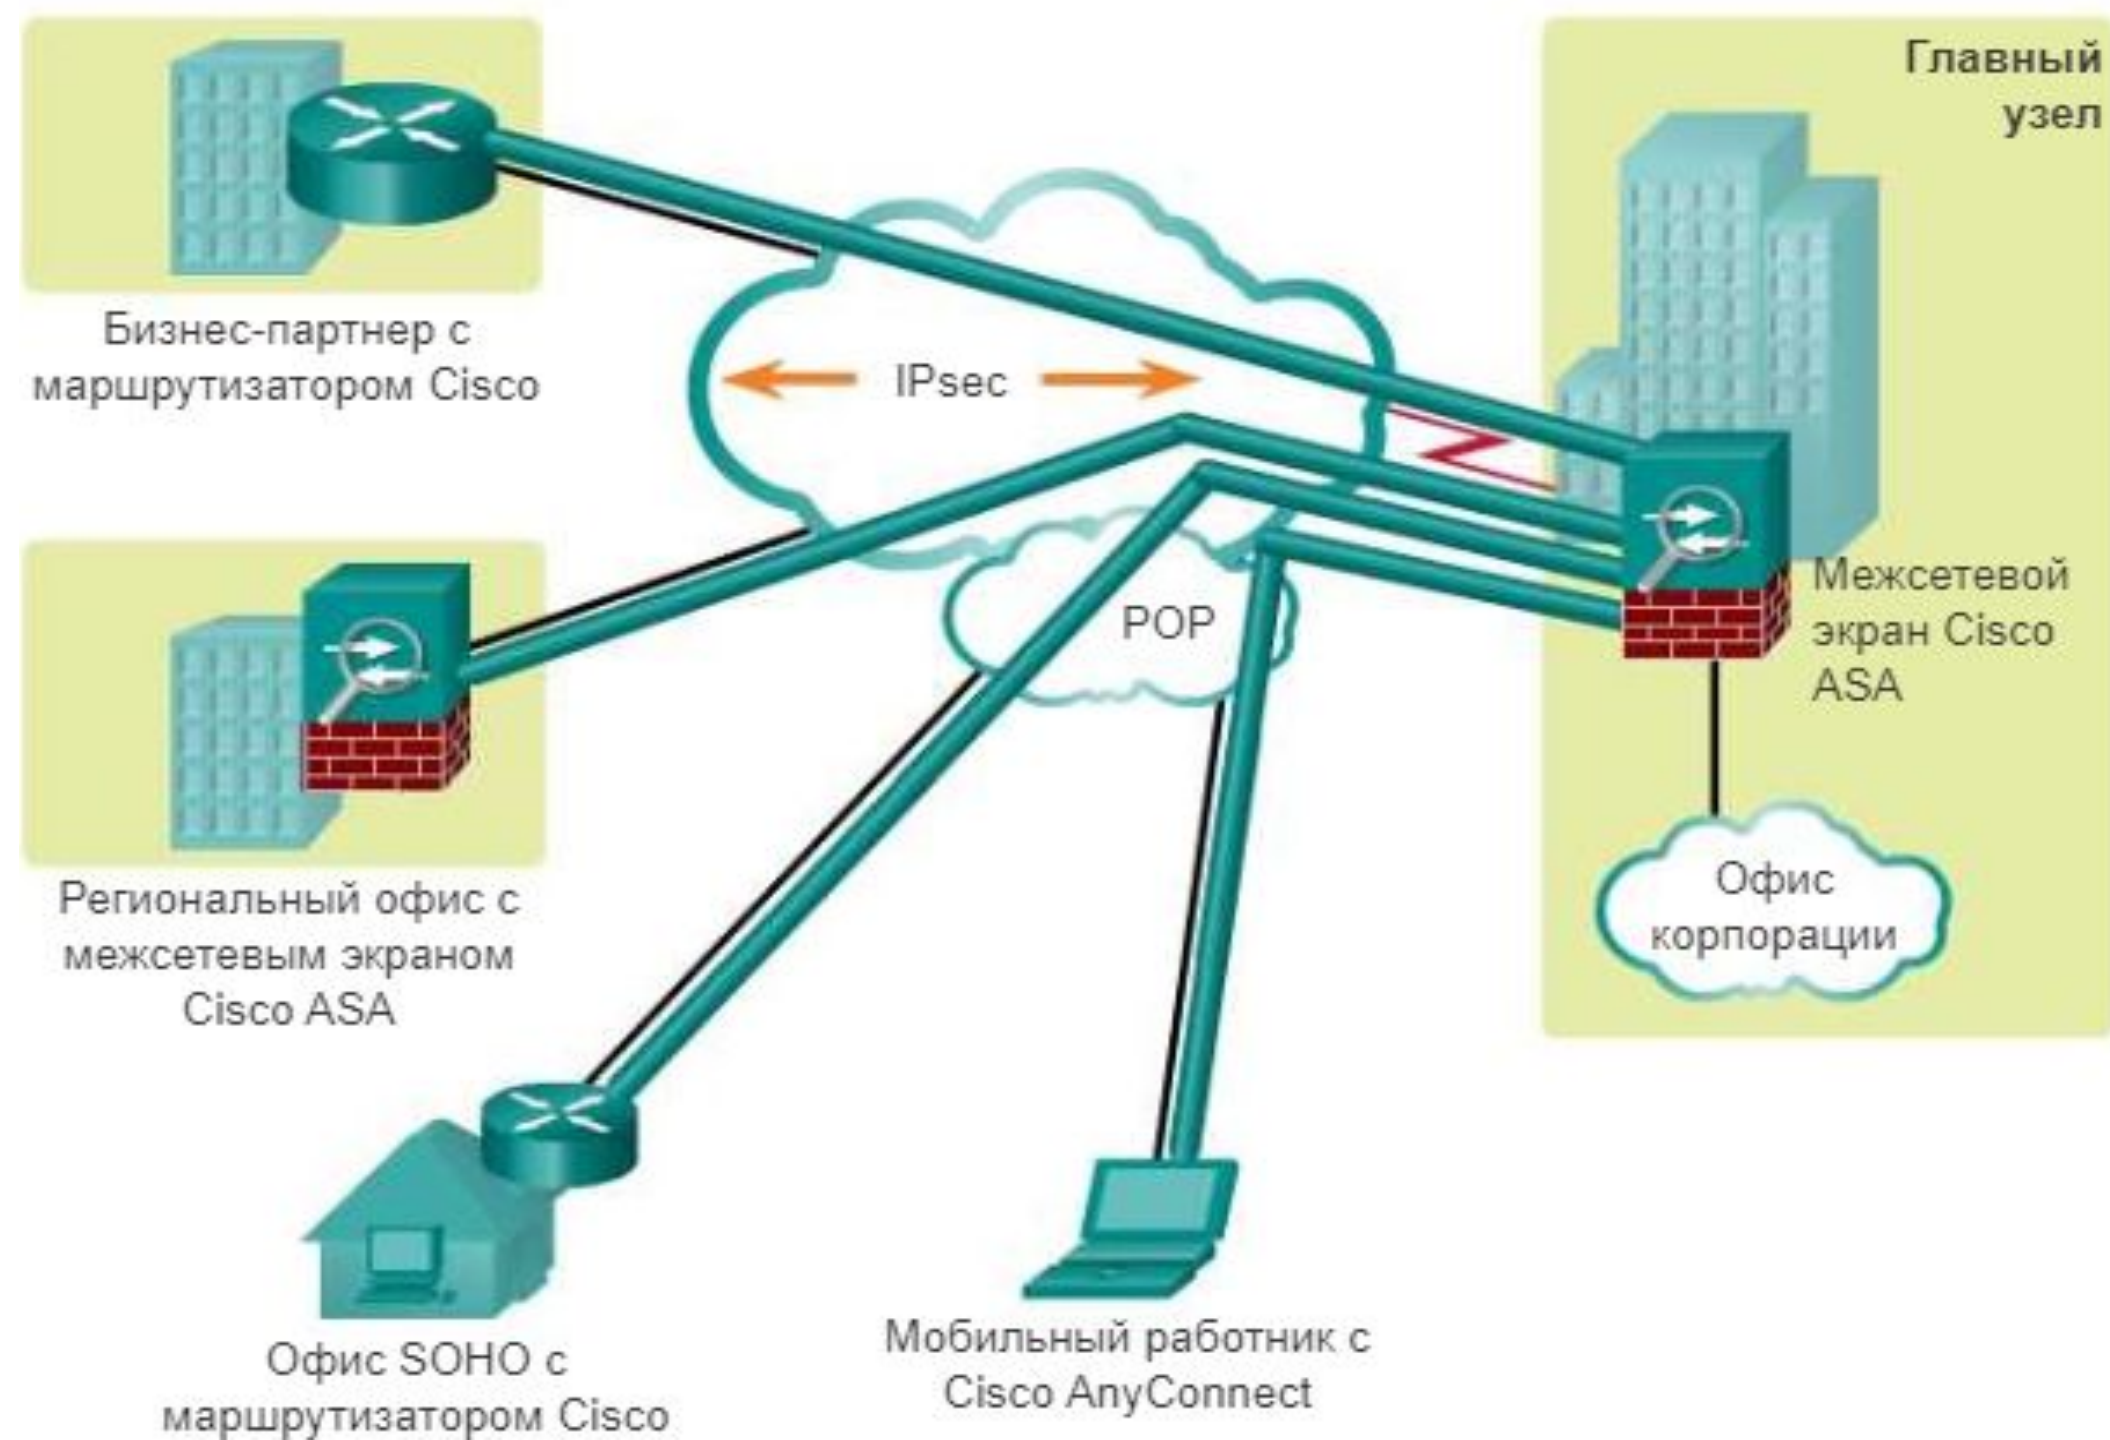 Главный
узел
Бизнес-партнер с
маршрутизатором Cisco
IPsec
Межсетевой
экран Cisco
ASA
POP
Офис
корпорации
Региональный офис с
межсетевым экраном
Cisco ASA
Офис SOHO с
маршрутизатором Cisco
Мобильный работник с
Cisco AnyConnect